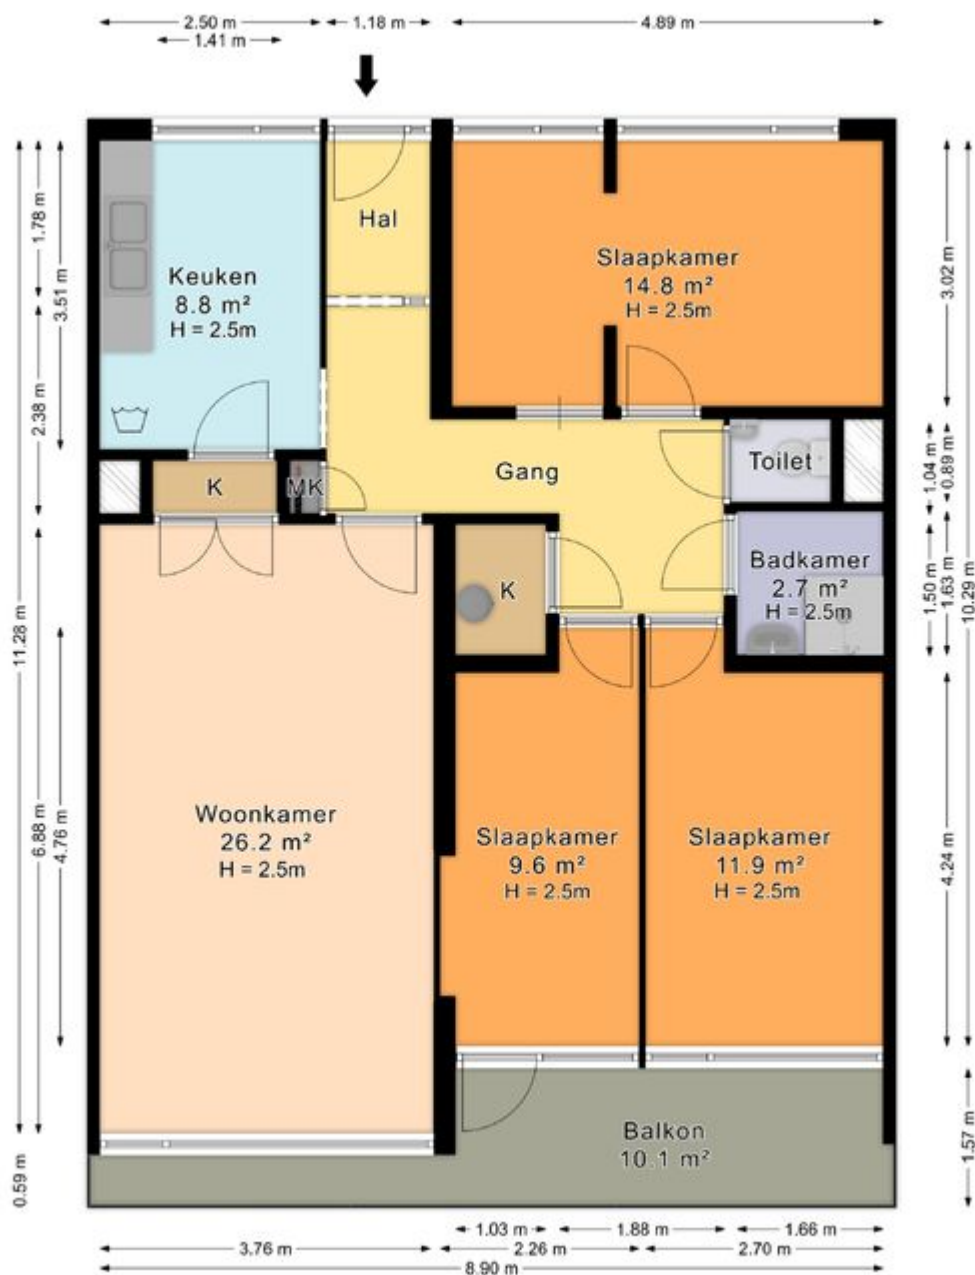 2.50 m
1.18 m
4.89 m
1.41 m
11.28 m
1.78 m
3.51 m
2.38 m
6.88 m
4.76 m
0.59 m
Keuken
8.8 m²
H = 2.5m
Hal
Slaapkamer
14.8 m²
H = 2.5m
K
MK
Gang
Toilet
K
Badkamer
2.7 m²
H = 2.5m
Woonkamer
26.2 m²
H = 2.5m
Slaapkamer
9.6 m²
H = 2.5m
Slaapkamer
11.9 m²
H = 2.5m
Balkon
10.1 m²
3.02 m
1.04 m
0.89 m
1.50 m
1.63 m
10.29 m
4.24 m
1.57 m
1.03 m
1.88 m
1.66 m
3.76 m
2.26 m
2.70 m
8.90 m